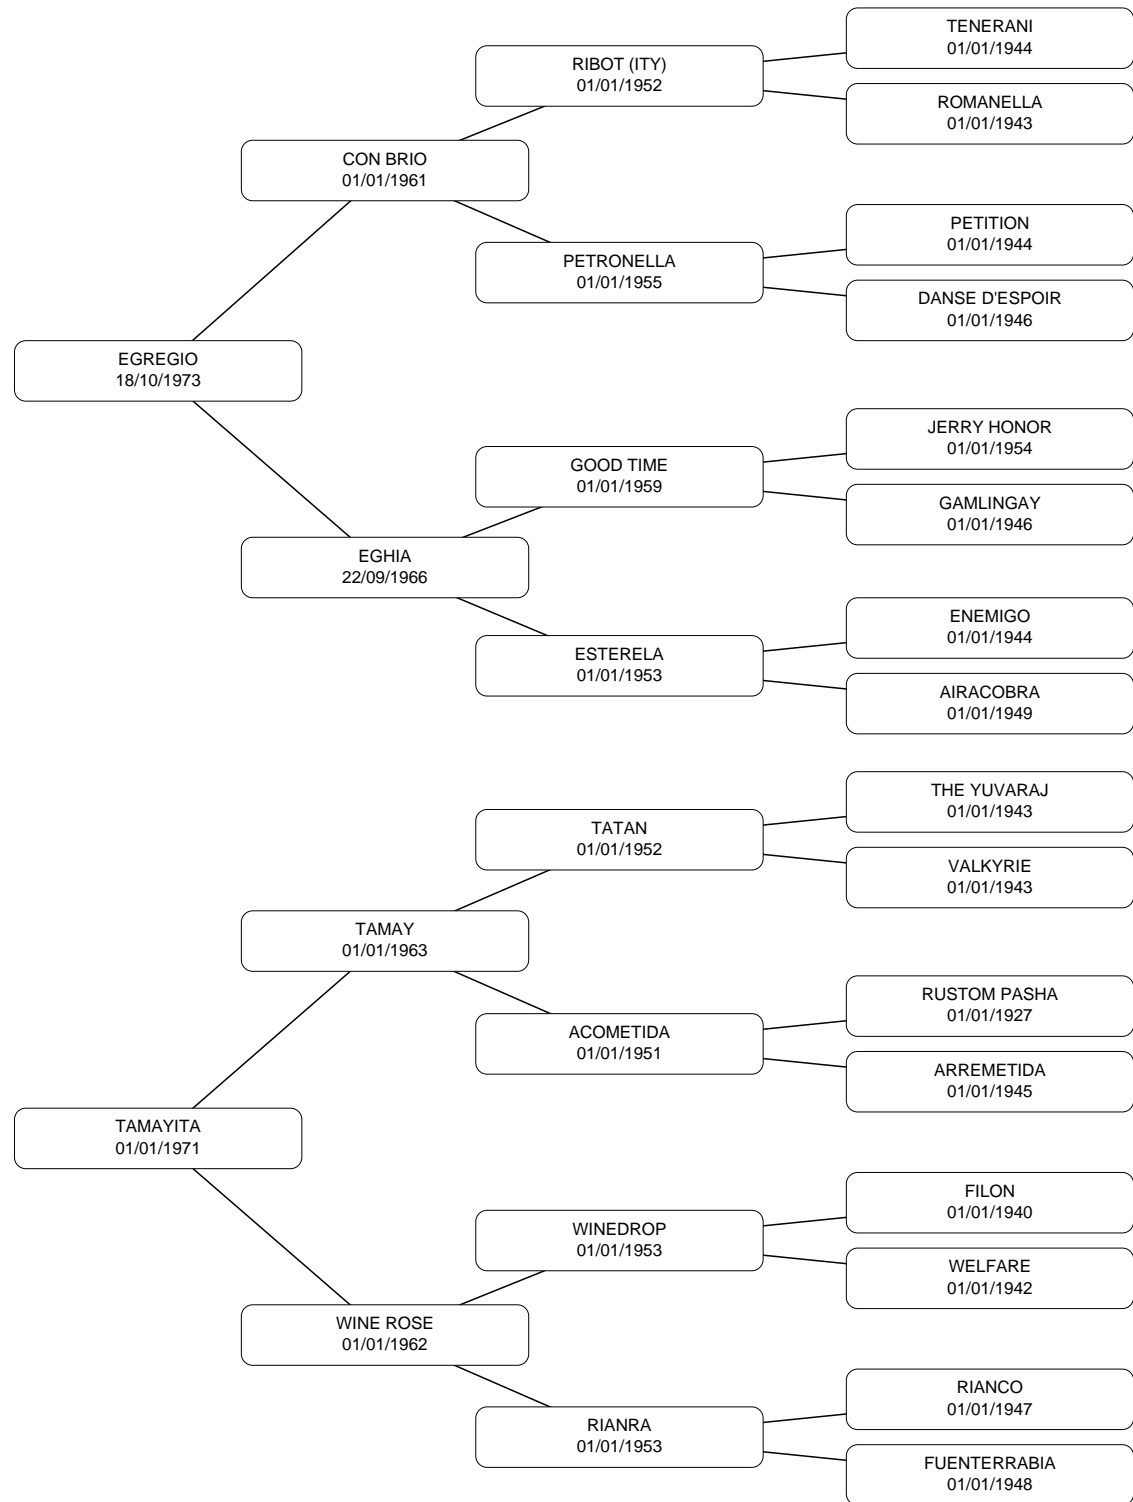 TENERANI
01/01/1944
RIBOT (ITY)
01/01/1952
ROMANELLA
01/01/1943
CON BRIO
01/01/1961
PETITION
01/01/1944
PETRONELLA
01/01/1955
DANSE D'ESPOIR
01/01/1946
EGREGIO
18/10/1973
JERRY HONOR
01/01/1954
GOOD TIME
01/01/1959
GAMLINGAY
01/01/1946
EGHIA
22/09/1966
ENEMIGO
01/01/1944
ESTERELA
01/01/1953
AIRACOBRA
01/01/1949
THE YUVARAJ
01/01/1943
TATAN
01/01/1952
VALKYRIE
01/01/1943
TAMAY
01/01/1963
RUSTOM PASHA
01/01/1927
ACOMETIDA
01/01/1951
ARREMETIDA
01/01/1945
TAMAYITA
01/01/1971
FILON
01/01/1940
WINEDROP
01/01/1953
WELFARE
01/01/1942
WINE ROSE
01/01/1962
RIANCO
01/01/1947
RIANRA
01/01/1953
FUENTERRABIA
01/01/1948